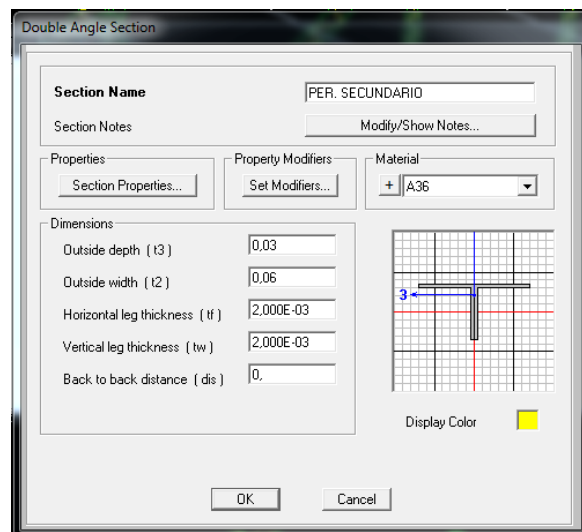 Double Angle Section
Section Name PER. SECUNDARIO
Section Notes Modify/Show Notes...
Properties Property Modifiers Material
Section Properties... Set Modifiers... + A36
Dimensions
Outside depth ( t3 ) 0,03
Outside width ( t2 ) 0,06
Horizontal leg thickness ( tf ) 2,000E-03
Vertical leg thickness ( tw ) 2,000E-03
Back to back distance ( dis ) 0,
3
Display Color
OK Cancel